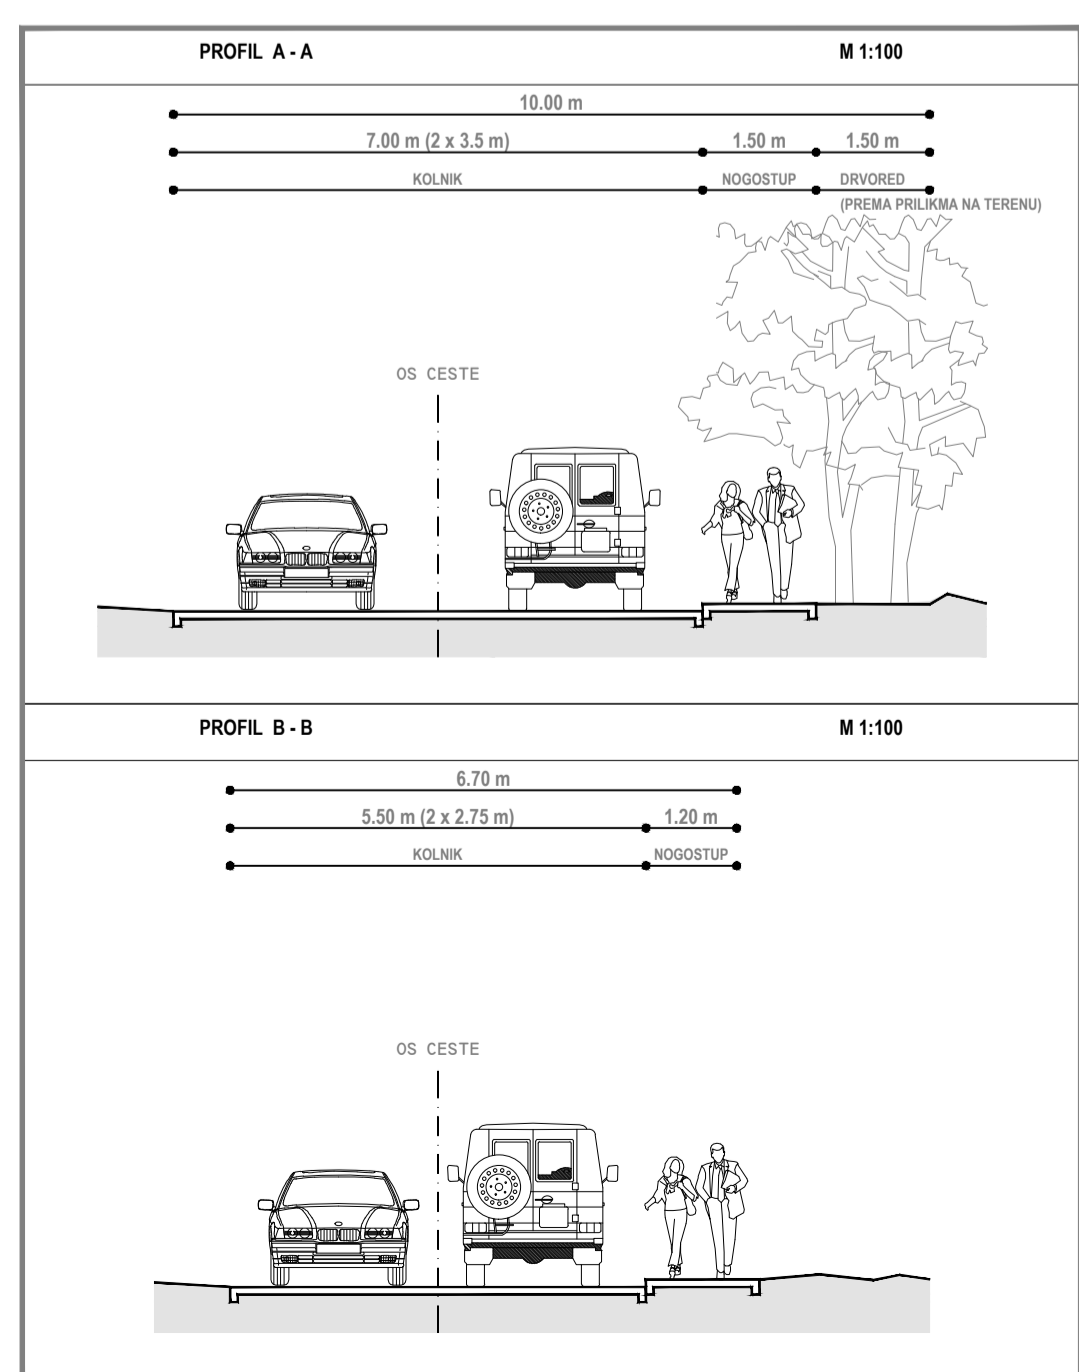 PROFIL A - A M 1:100
10.00 m
7.00 m (2 x 3.5 m) 1.50 m 1.50 m
KOLNIK NOGOSTUP DRVORED
(PREMA PRILIKMA NA TERENU)
OS CESTE
PROFIL B - B M 1:100
6.70 m
5.50 m (2 x 2.75 m) 1.20 m
KOLNIK NOGOSTUP
OS CESTE